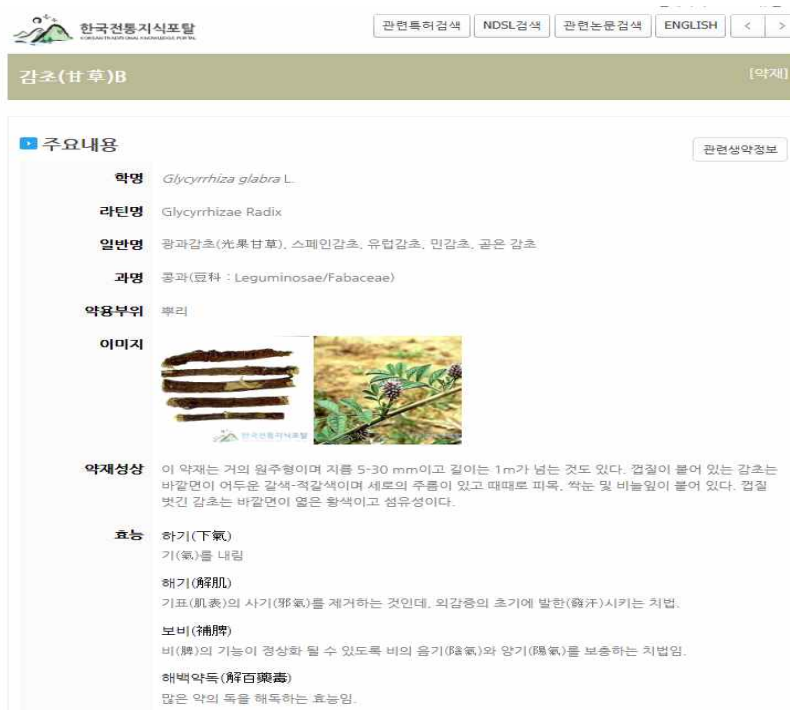 한국전통지식포탈
KOREAN TRADITIONAL KNOWLEDGE PORTAL
관련특허검색 NDSL검색 관련논문검색 ENGLISH < >
감초(甘草)B [약재]
주요내용
관련생약정보
학명 Glycyrrhiza glabra L.
라틴명 Glycyrrhizae Radix
일반명 광과감초(光果甘草), 스페인감초, 유럽감초, 민감초, 곧은 감초
과명 콩과(豆科 : Leguminosae/Fabaceae)
약용부위 뿌리
이미지
한국전통지식포탈
약재성상 이 약재는 거의 원주형이며 지름 5-30 mm이고 길이는 1m가 넘는 것도 있다. 껍질이 붙어 있는 감초는
바깥면이 어두운 갈색-적갈색이며 세로의 주름이 있고 때때로 피목, 싹눈 및 비늘잎이 붙어 있다. 껍질
벗긴 감초는 바깥면이 엷은 황색이고 섬유성이다.
효능 하기(下氣)
기(氣)를 내림
해기(解肌)
기표(肌表)의 사기(邪氣)를 제거하는 것인데, 외감증의 초기에 발한(發汗)시키는 치법.
보비(補脾)
비(脾)의 기능이 정상화 될 수 있도록 비의 음기(陰氣)와 양기(陽氣)를 보충하는 치법임.
해백약독(解百藥毒)
많은 약의 독을 해독하는 효능임.